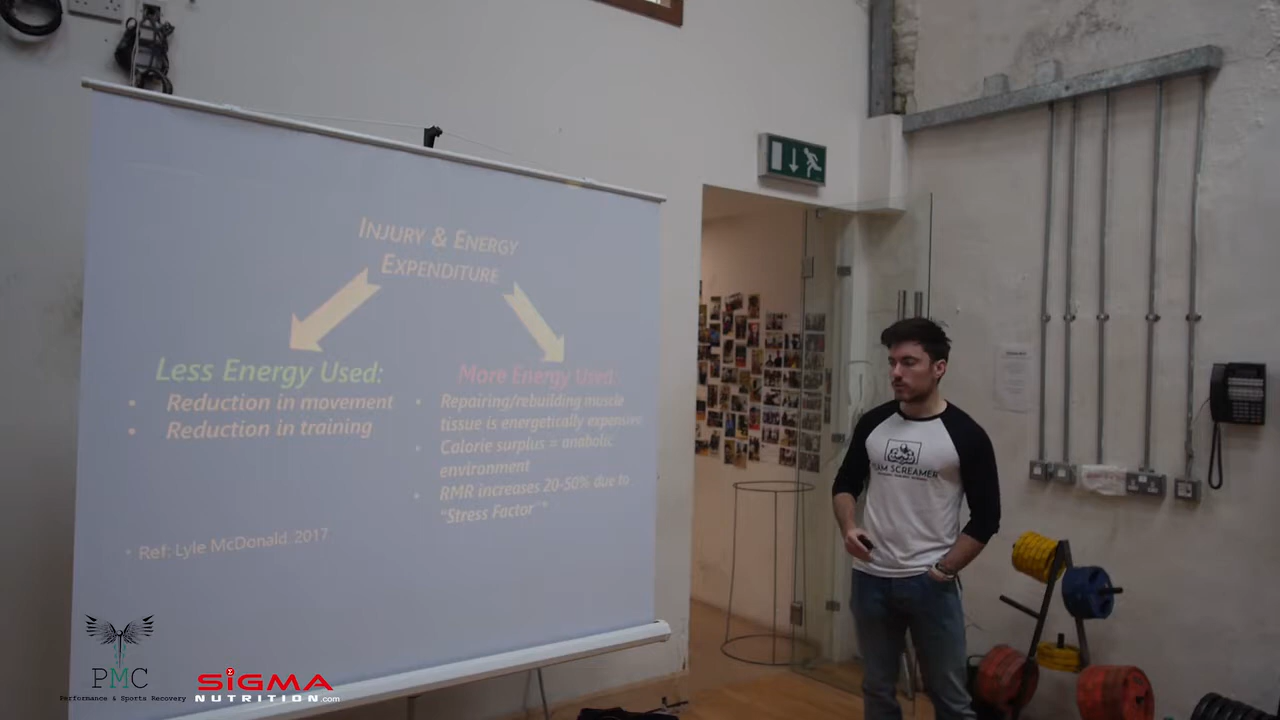 INJURY & ENERGY
EXPENDITURE
Less Energy Used:
• Reduction in movement
• Reduction in training
More Energy Used:
• Repairing/rebuilding muscle
tissue is energetically expensive
• Calorie surplus = anabolic
environment
• RMR increases 20-50% due to
"Stress Factor"*
• Ref: Lyle McDonald 2017
TEAM SCREAMER
PMC
Performance & Sports Recovery
SIGMA
NUTRITION.com